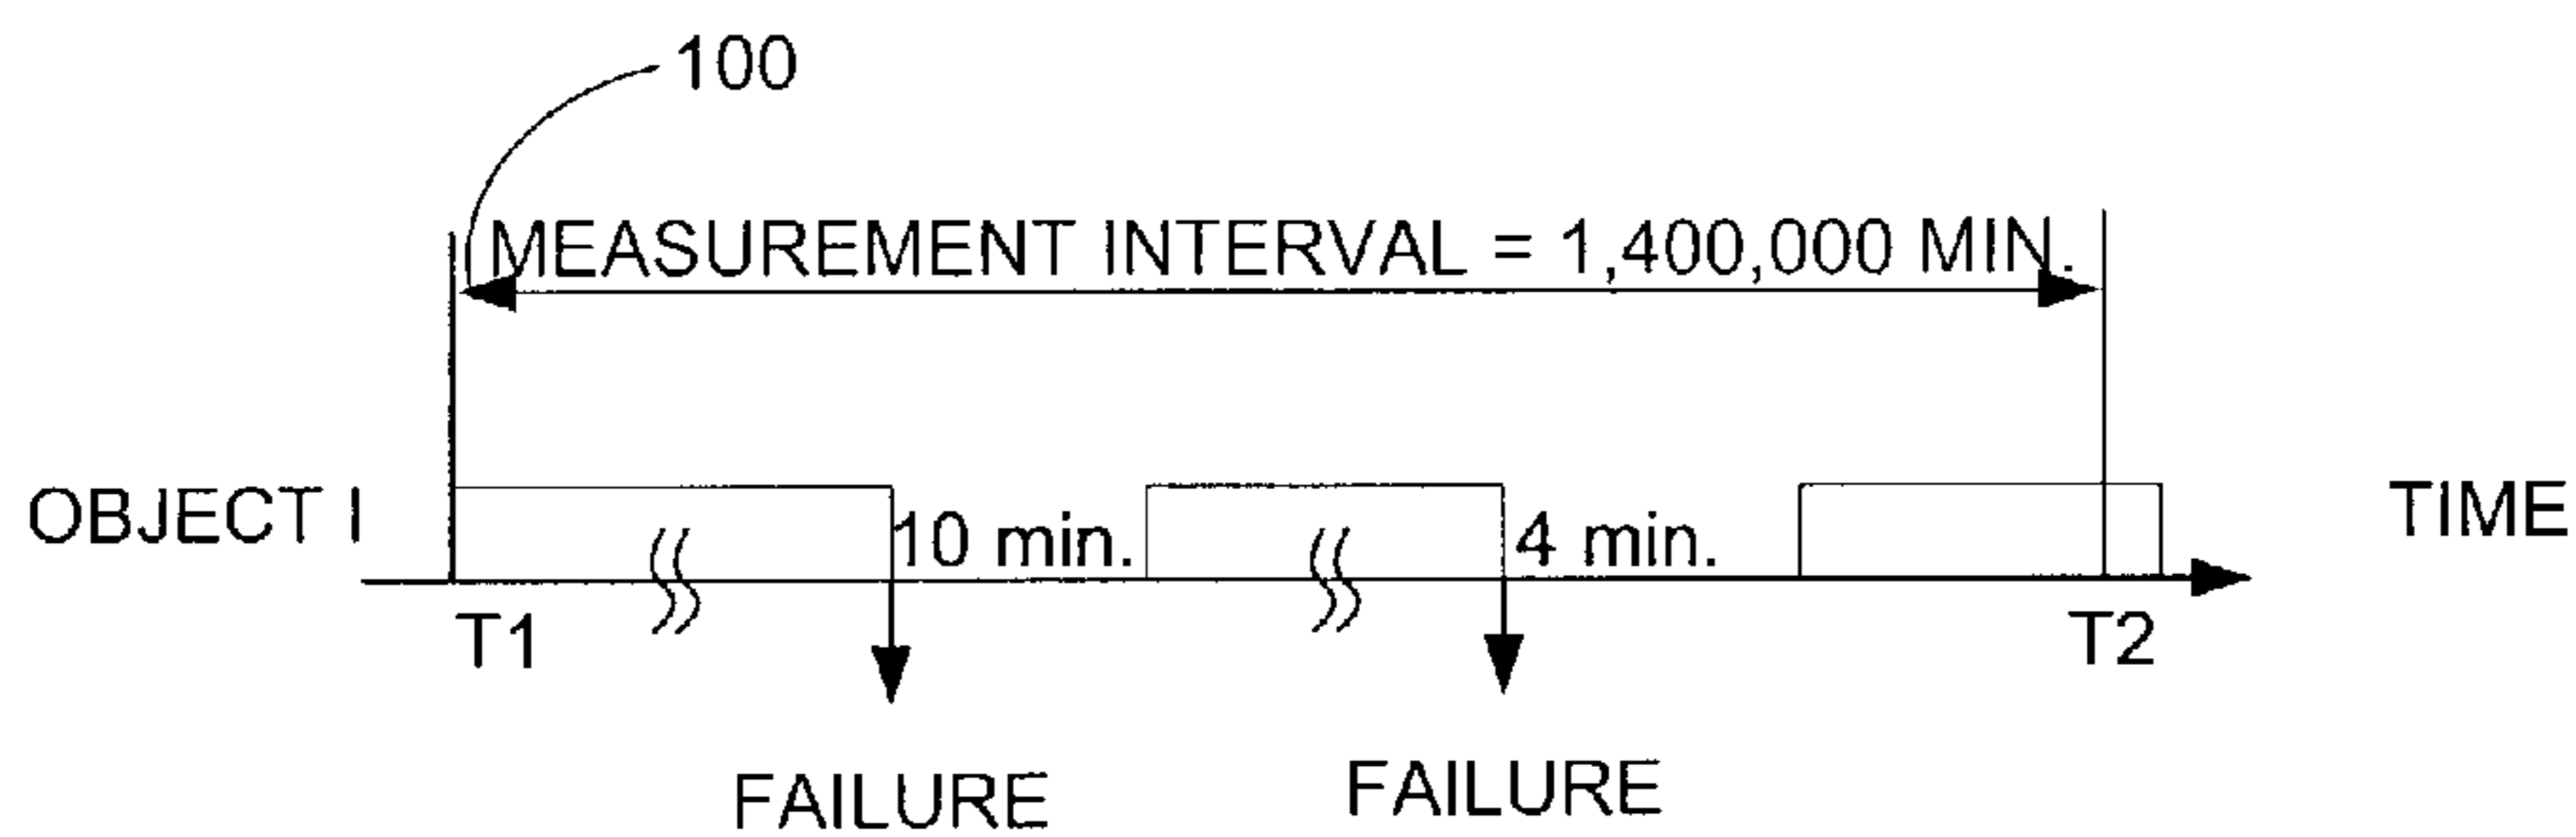 100
MEASUREMENT INTERVAL = 1,400,000 MIN.
OBJECT I 10 min. 4 min. TIME
T1 T2
FAILURE FAILURE